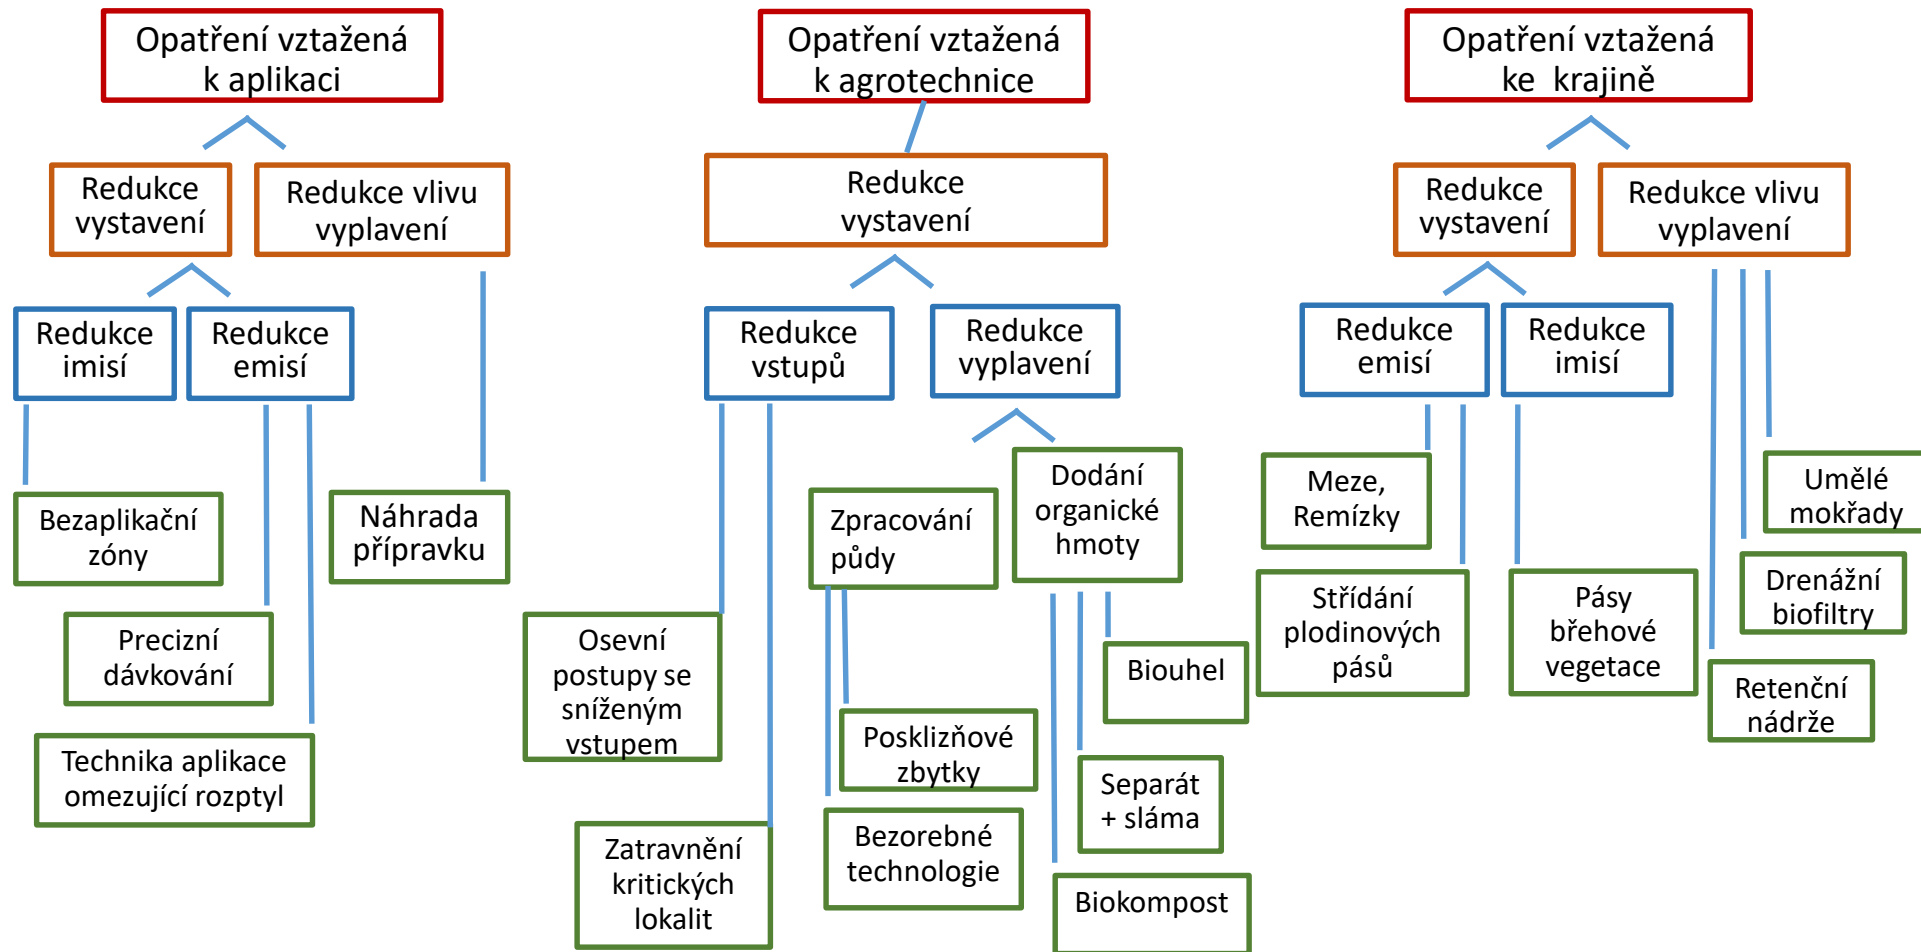 Opatření vztažená
k aplikaci
Redukce
vystavení
Redukce vlivu
vyplavení
Redukce
imisí
Redukce
emisí
Bezaplikační
zóny
Náhrada
přípravku
Precizní
dávkování
Technika aplikace
omezující rozptyl
Opatření vztažená
k agrotechnice
Redukce
vystavení
Redukce
vstupů
Redukce
vyplavení
Zpracování
půdy
Dodání
organické
hmoty
Osevní
postupy se
sníženým
vstupem
Biouhel
Posklizňové
zbytky
Separát
+ sláma
Zatravnění
kritických
lokalit
Bezorebné
technologie
Biokompost
Opatření vztažená
ke krajině
Redukce
vystavení
Redukce vlivu
vyplavení
Redukce
emisí
Redukce
imisí
Meze,
Remízky
Umělé
mokřady
Střídání
plodinových
pásů
Pásy
břehové
vegetace
Drenážní
biofiltry
Retenční
nádrže